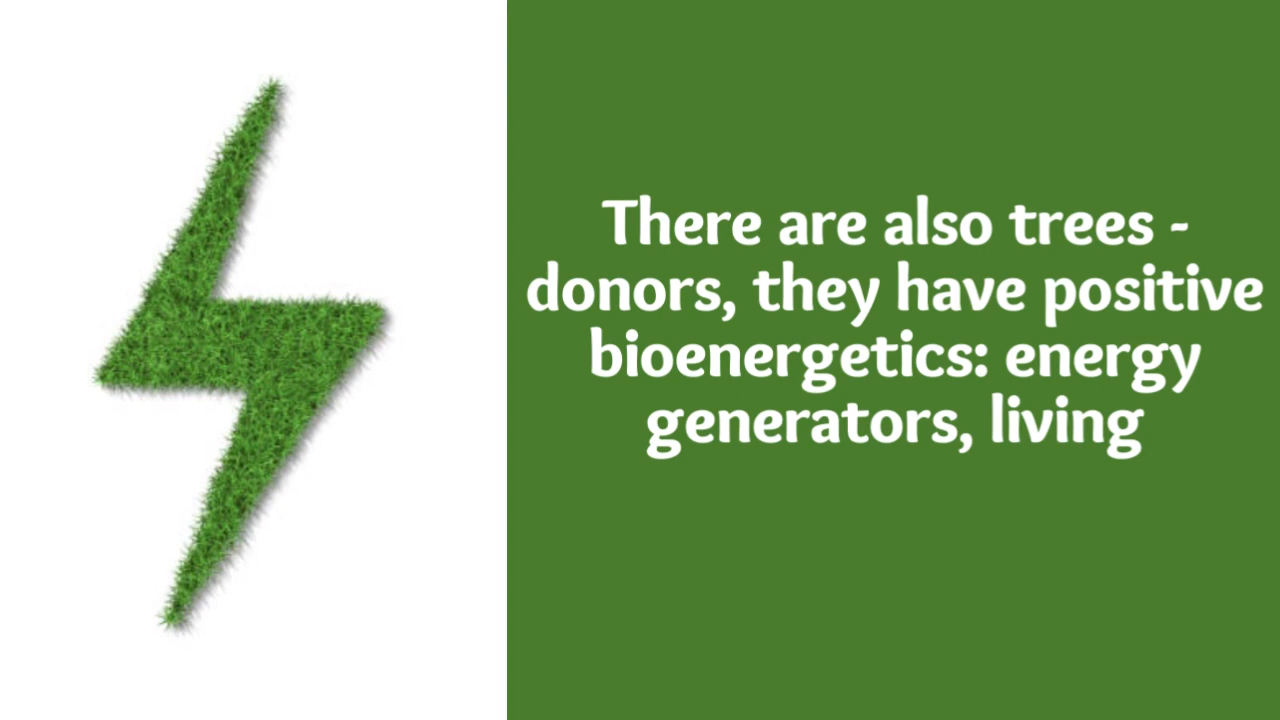 There are also trees -
donors, they have positive
bioenergetics: energy
generators, living